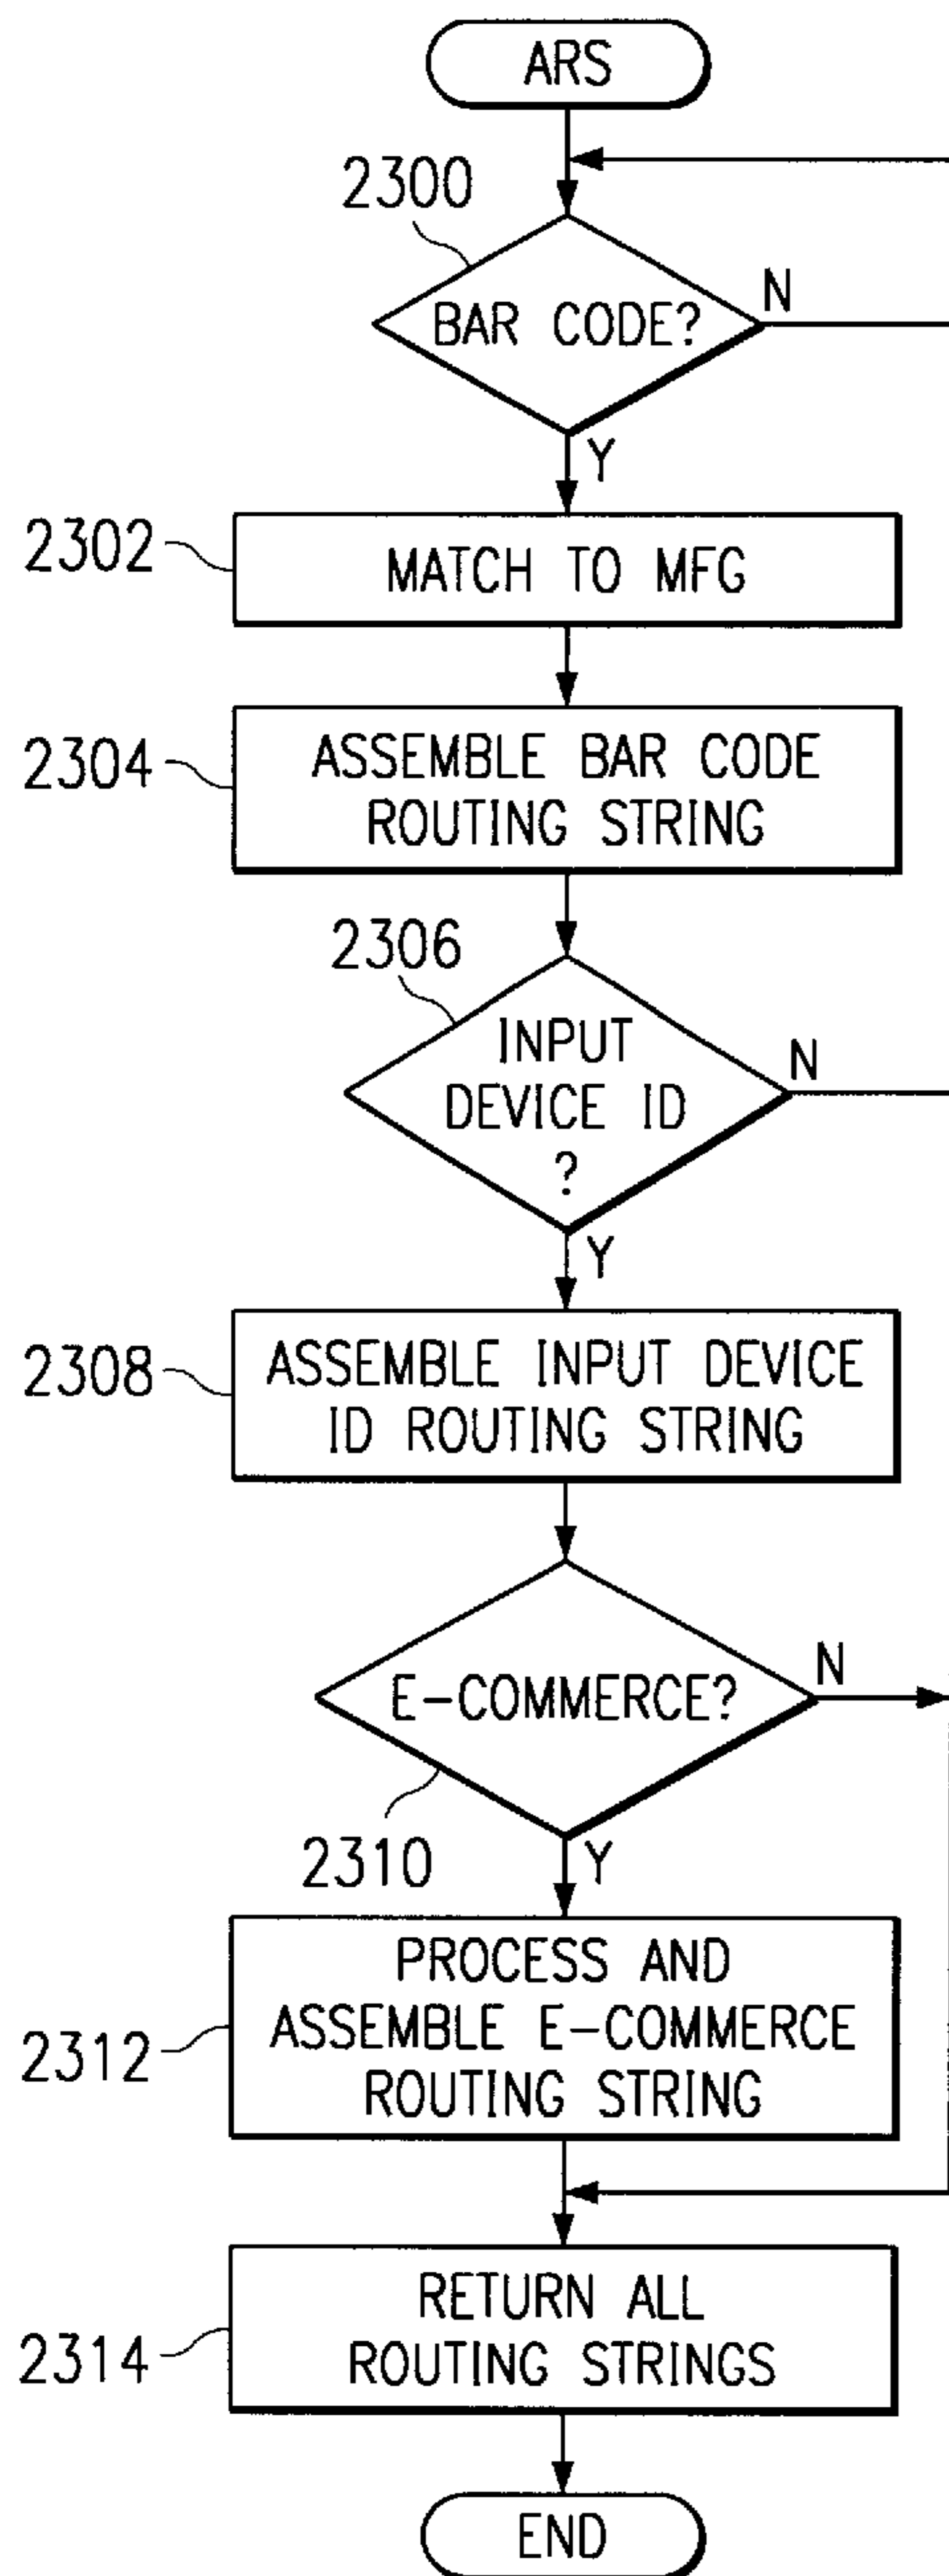 ARS
2300
BAR CODE?
N
Y
2302
MATCH TO MFG
2304
ASSEMBLE BAR CODE
ROUTING STRING
2306
INPUT
DEVICE ID
?
N
Y
2308
ASSEMBLE INPUT DEVICE
ID ROUTING STRING
E-COMMERCE?
N
2310
Y
2312
PROCESS AND
ASSEMBLE E-COMMERCE
ROUTING STRING
2314
RETURN ALL
ROUTING STRINGS
END